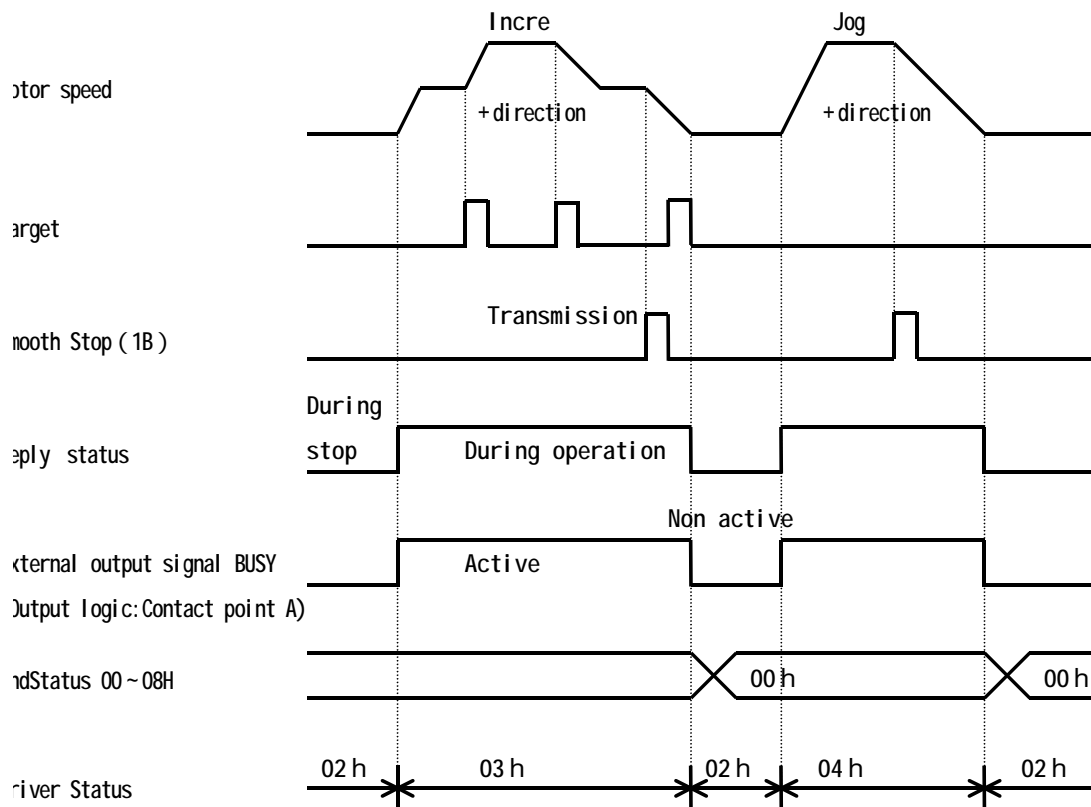 Incre
Jog
otor speed
+direction
+direction
arget
Transmission
mooth Stop (1B)
During
stop
eply status
During operation
Non active
xternal output signal BUSY
Active
Output logic:Contact point A)
ndStatus 00~08H
00h
00h
02h
03h
02h
04h
02h
river Status